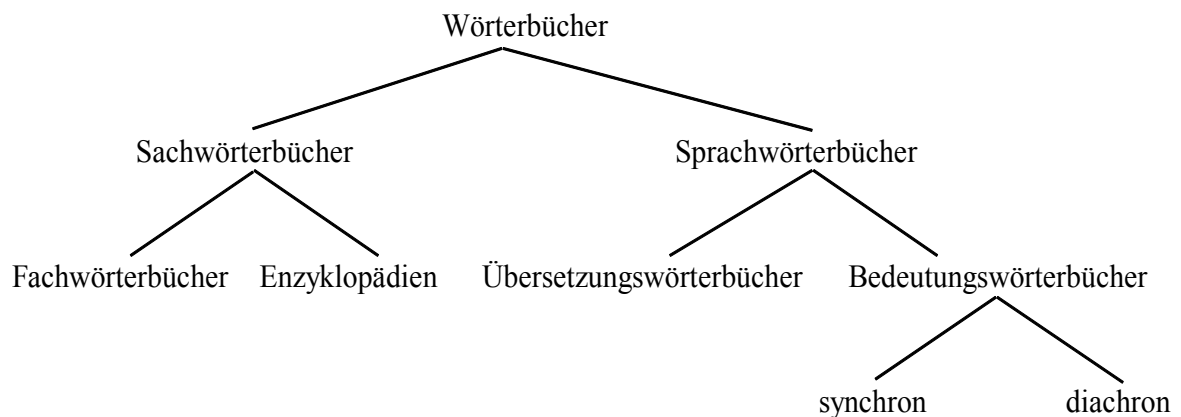 Wörterbücher
Sachwörterbücher Sprachwörterbücher
Fachwörterbücher Enzyklopädien Übersetzungswörterbücher Bedeutungswörterbücher
synchron diachron